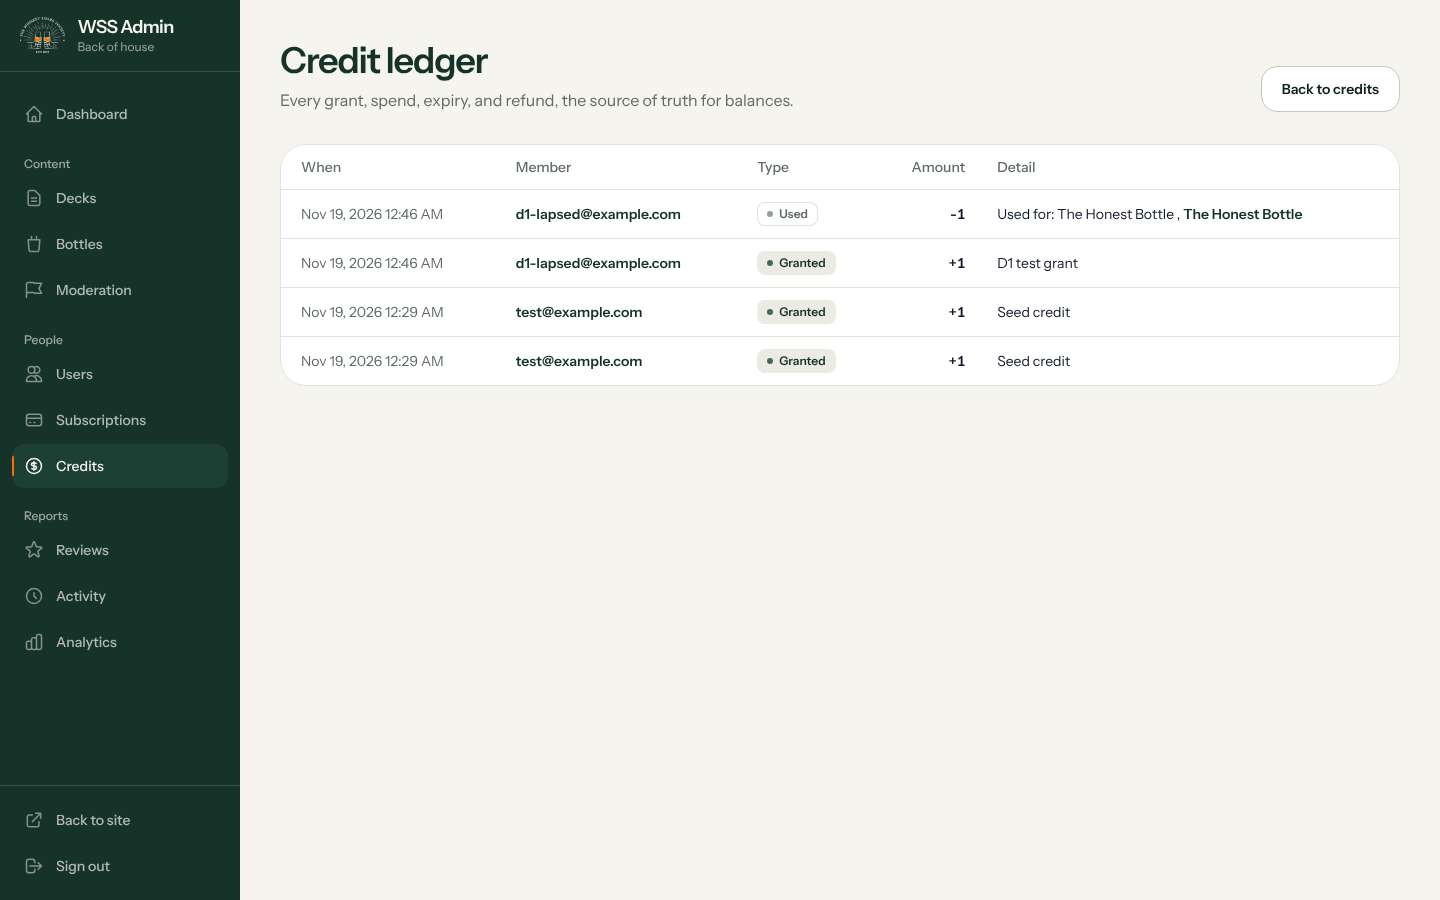 WSS Admin
Back of house
Dashboard
Content
Decks
Bottles
Moderation
People
Users
Subscriptions
Credits
Reports
Reviews
Activity
Analytics
Back to site
Sign out
Credit ledger
Every grant, spend, expiry, and refund, the source of truth for balances.
Back to credits
When Member Type Amount Detail
Nov 19, 2026 12:46 AM d1-lapsed@example.com Used -1 Used for: The Honest Bottle , The Honest Bottle
Nov 19, 2026 12:46 AM d1-lapsed@example.com Granted +1 D1 test grant
Nov 19, 2026 12:29 AM test@example.com Granted +1 Seed credit
Nov 19, 2026 12:29 AM test@example.com Granted +1 Seed credit